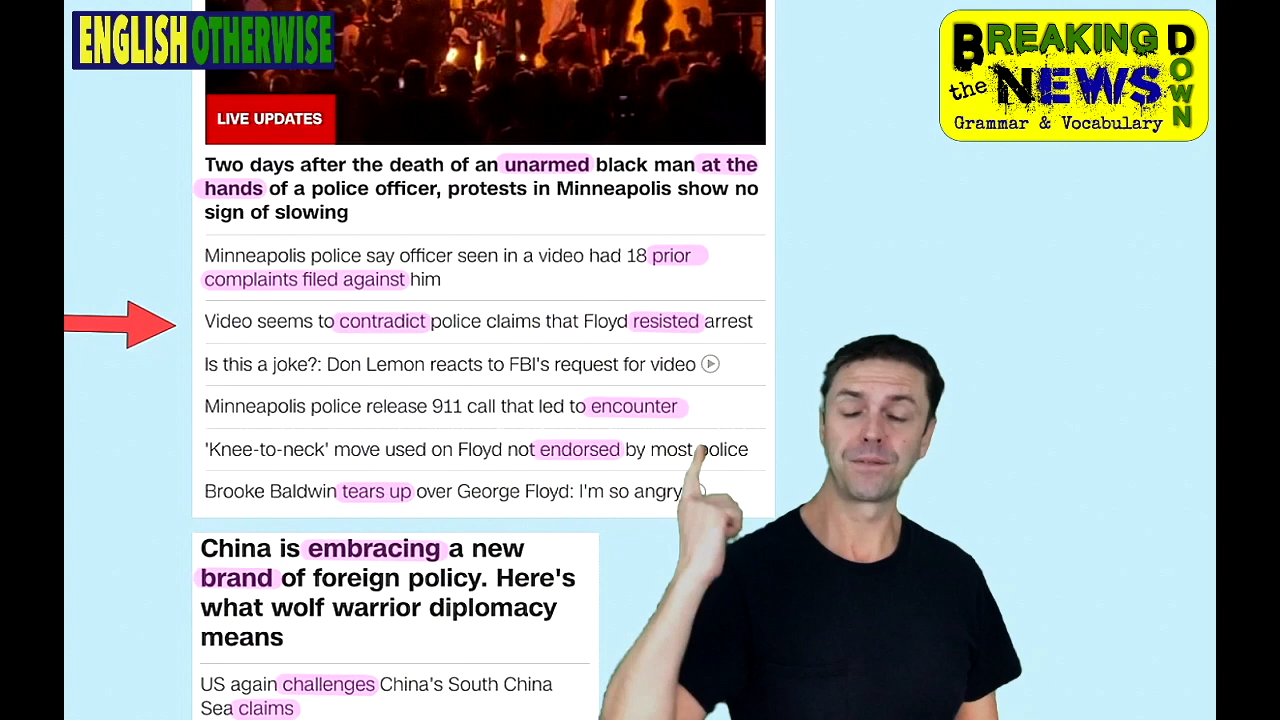 ENGLISH OTHERWISE
BREAKING DOWN
the NEWS
Grammar & Vocabulary
LIVE UPDATES
Two days after the death of an unarmed black man at the
hands of a police officer, protests in Minneapolis show no
sign of slowing
Minneapolis police say officer seen in a video had 18 prior
complaints filed against him
Video seems to contradict police claims that Floyd resisted arrest
Is this a joke?: Don Lemon reacts to FBI's request for video
Minneapolis police release 911 call that led to encounter
'Knee-to-neck' move used on Floyd not endorsed by most police
Brooke Baldwin tears up over George Floyd: I'm so angry
China is embracing a new
brand of foreign policy. Here's
what wolf warrior diplomacy
means
US again challenges China's South China
Sea claims